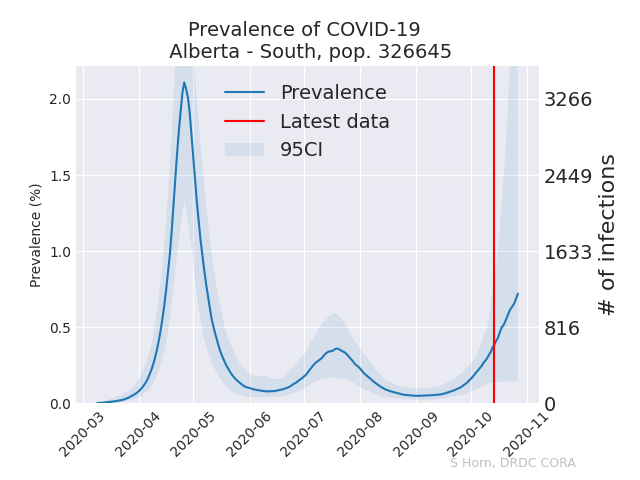 Prevalence of COVID-19
Alberta - South, pop. 326645
Prevalence
Latest data
95CI
Prevalence (%)
2.0
1.5
1.0
0.5
0.0
3266
2449
1633
816
0
# of infections
2020-03
2020-04
2020-05
2020-06
2020-07
2020-08
2020-09
2020-10
2020-11
S Horn, DRDC CORA